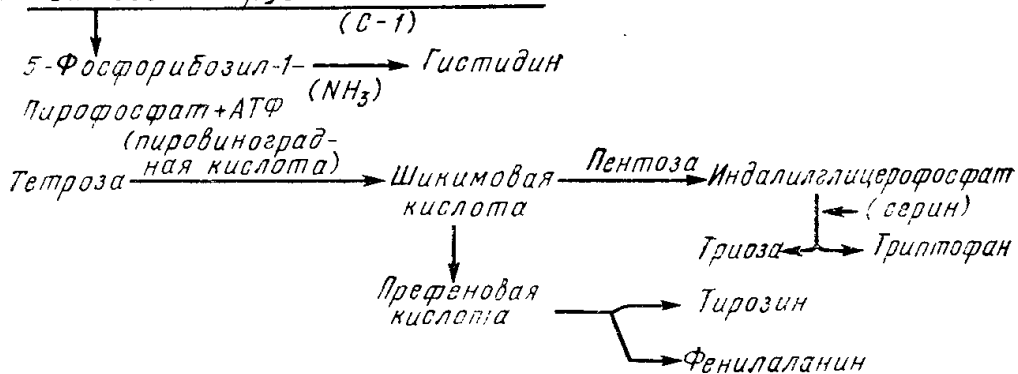 (C-1)
5-Фосфорибозил-1- Гистидин
(NH₃)
Пирофосфат+АТФ
(пировиноград-
ная кислота)
Тетроза Шикимовая Пентоза Индалилглицерофосфат
кислота (серин)
Триоза Триптофан
Префеновая
кислота
Тирозин
Фенилаланин